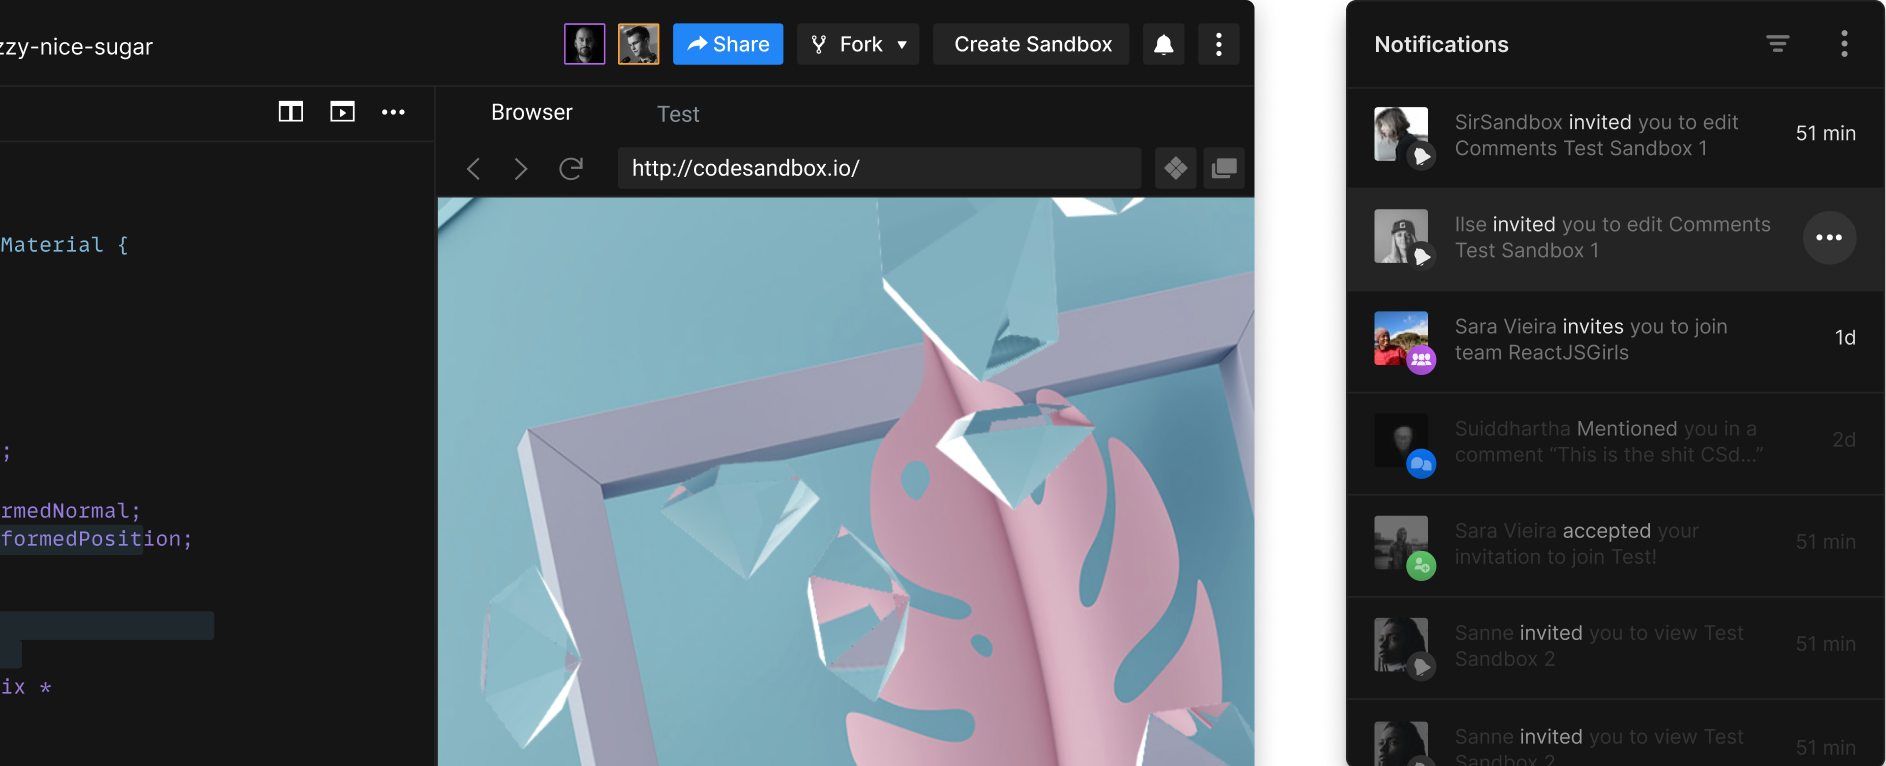 zzy-nice-sugar
Share
Fork
Create Sandbox
Browser
Test
http://codesandbox.io/
Material {
;
rmedNormal;
formedPosition;
ix *
Notifications
SirSandbox invited you to edit
Comments Test Sandbox 1
51 min
Ilse invited you to edit Comments
Test Sandbox 1
Sara Vieira invites you to join
team ReactJSGirls
1d
Suiddhartha Mentioned you in a
comment “This is the shit CSd...”
2d
Sara Vieira accepted your
invitation to join Test!
51 min
Sanne invited you to view Test
Sandbox 2
51 min
Sanne invited you to view Test
Sandbox 2
51 min